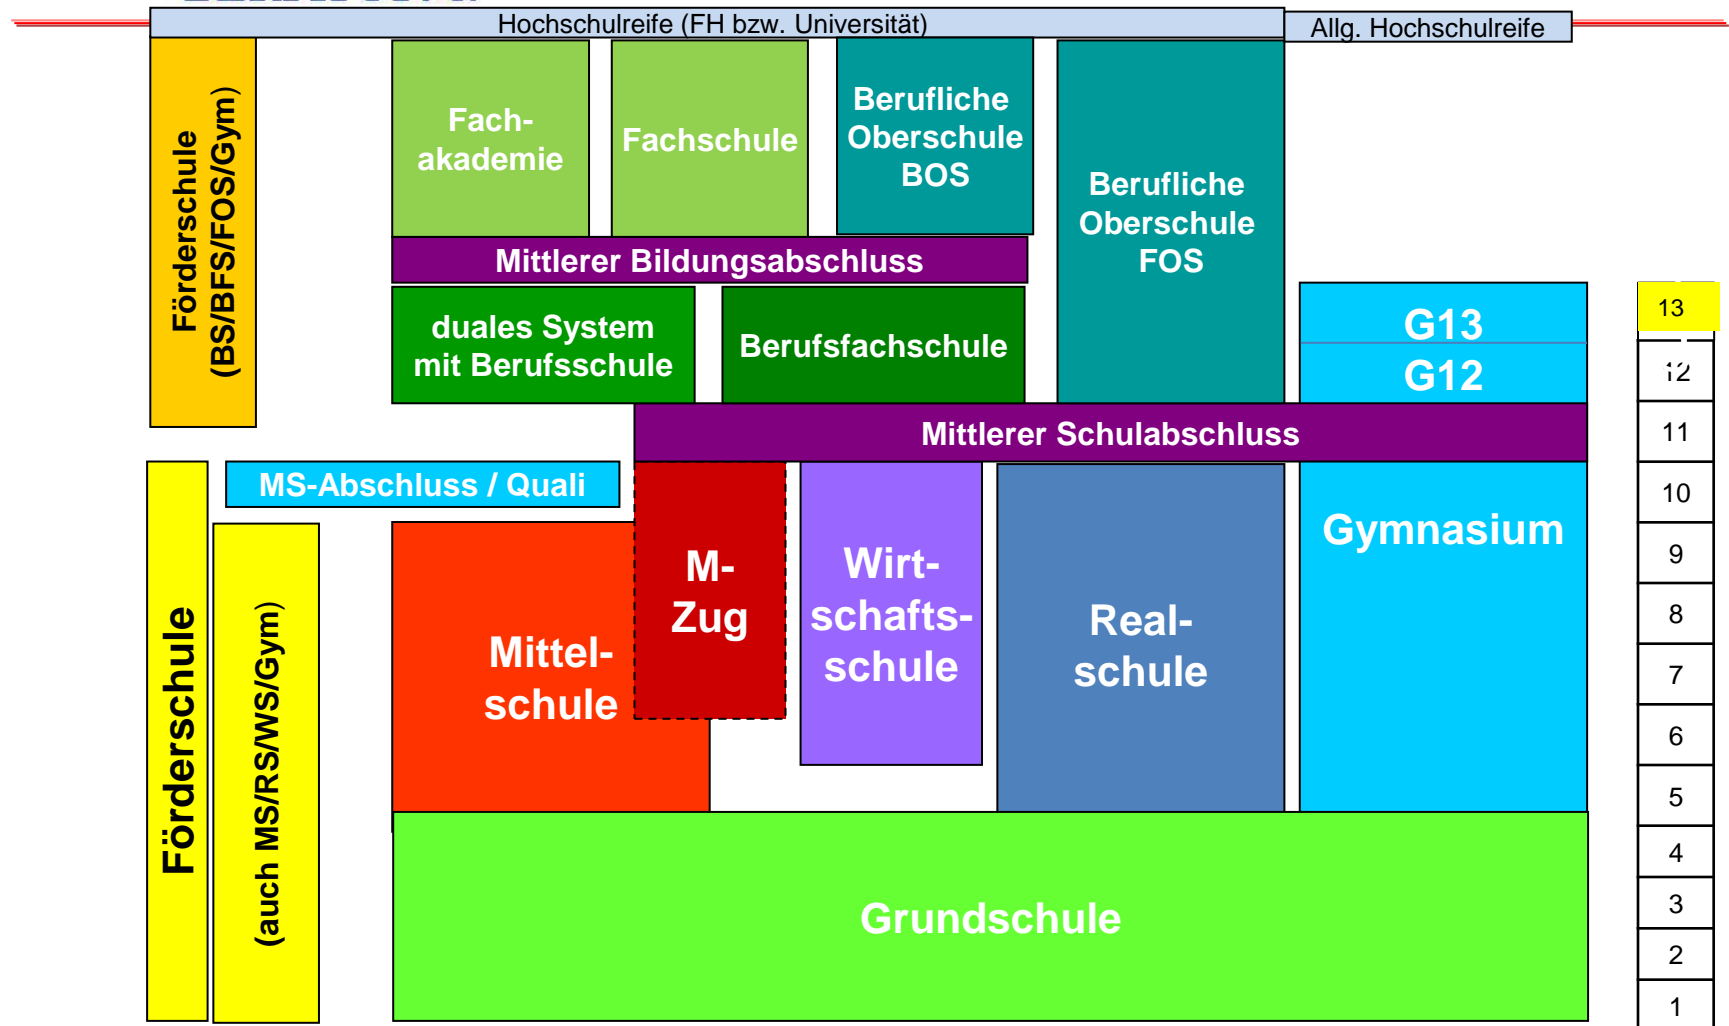 Hochschulreife (FH bzw. Universität)
Allg. Hochschulreife
Förderschule
(BS/BFS/FOS/Gym)
Fach-
akademie
Fachschule
Berufliche
Oberschule
BOS
Berufliche
Oberschule
FOS
Mittlerer Bildungsabschluss
duales System
mit Berufsschule
Berufsfachschule
G13
G12
Mittlerer Schulabschluss
MS-Abschluss / Quali
Förderschule
(auch MS/RS/WS/Gym)
Mittel-
schule
M-
Zug
Wirt-
schafts-
schule
Real-
schule
Gymnasium
Grundschule
13
12
11
10
9
8
7
6
5
4
3
2
1